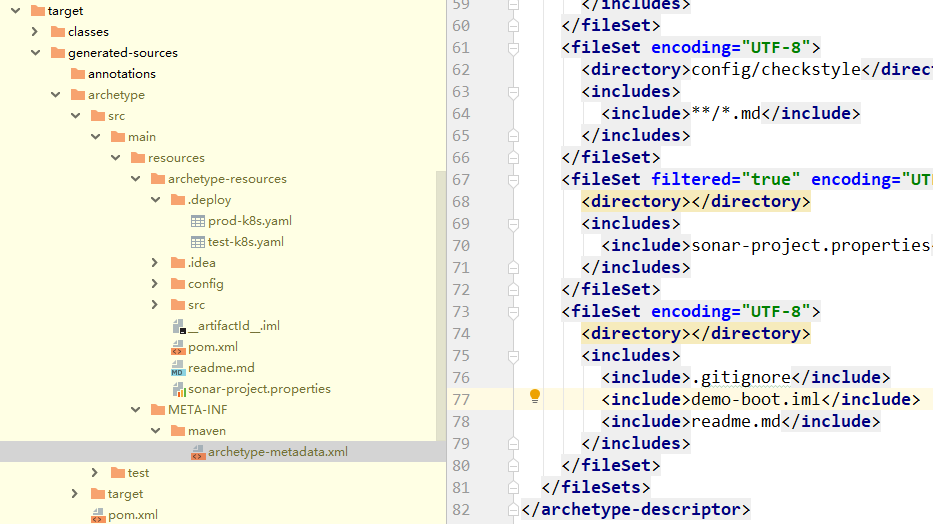 target
classes
generated-sources
annotations
archetype
src
main
resources
archetype-resources
.deploy
prod-k8s.yaml
test-k8s.yaml
.idea
config
src
__artifactId__.iml
pom.xml
readme.md
sonar-project.properties
META-INF
maven
archetype-metadata.xml
test
target
pom.xml
59 </includes>
60 </fileSet>
61 <fileSet encoding="UTF-8">
62 <directory>config/checkstyle</direc
63 <includes>
64 <include>**/*.md</include>
65 </includes>
66 </fileSet>
67 <fileSet filtered="true" encoding="UT
68 <directory></directory>
69 <includes>
70 <include>sonar-project.properties
71 </includes>
72 </fileSet>
73 <fileSet encoding="UTF-8">
74 <directory></directory>
75 <includes>
76 <include>.gitignore</include>
77 <include>demo-boot.iml</include>
78 <include>readme.md</include>
79 </includes>
80 </fileSet>
81 </fileSets>
82 </archetype-descriptor>